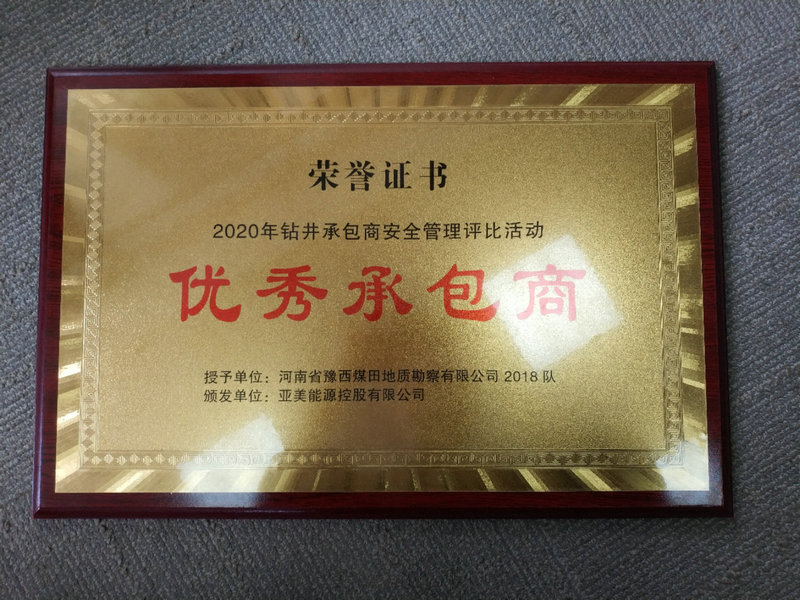 荣誉证书
2020年钻井承包商安全管理评比活动
优秀承包商
授予单位：河南省豫西煤田地质勘察有限公司 2018 队
颁发单位：亚美能源控股有限公司